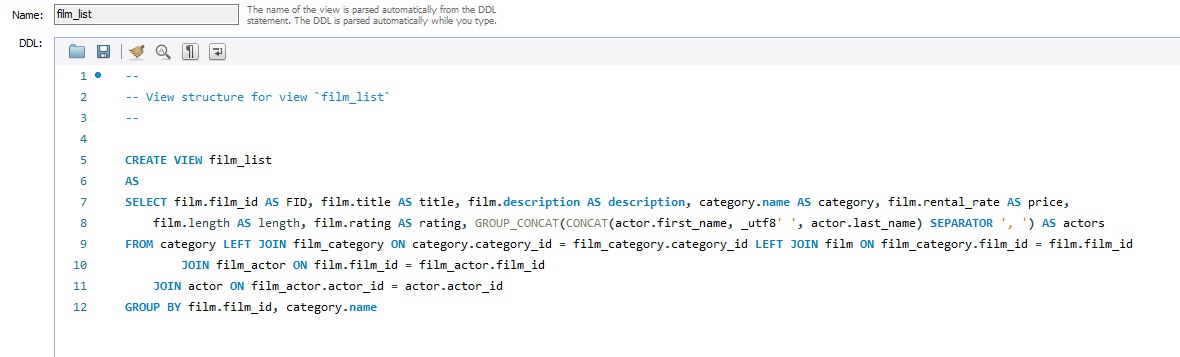 Name: film_list The name of the view is parsed automatically from the DDL
statement. The DDL is parsed automatically while you type.
DDL:
1 --
2 -- View structure for view `film_list`
3 --
4
5 CREATE VIEW film_list
6 AS
7 SELECT film.film_id AS FID, film.title AS title, film.description AS description, category.name AS category, film.rental_rate AS price,
8 film.length AS length, film.rating AS rating, GROUP_CONCAT(CONCAT(actor.first_name, _utf8' ', actor.last_name) SEPARATOR ', ') AS actors
9 FROM category LEFT JOIN film_category ON category.category_id = film_category.category_id LEFT JOIN film ON film_category.film_id = film.film_id
10 JOIN film_actor ON film.film_id = film_actor.film_id
11 JOIN actor ON film_actor.actor_id = actor.actor_id
12 GROUP BY film.film_id, category.name